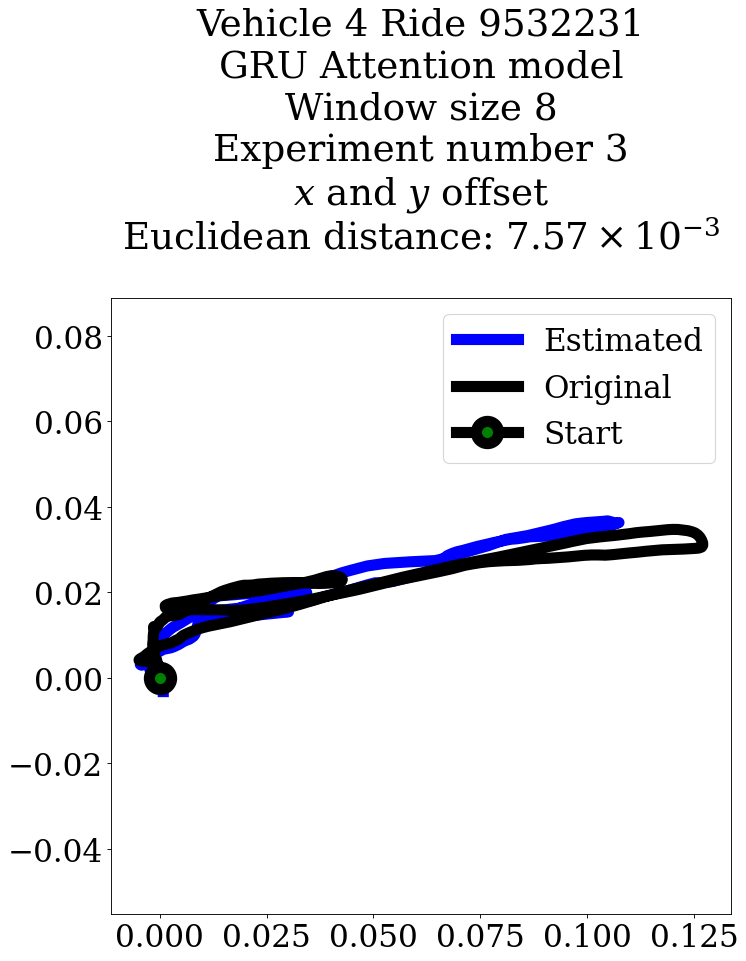 Vehicle 4 Ride 9532231
GRU Attention model
Window size 8
Experiment number 3
x and y offset
Euclidean distance: 7.57 × 10⁻³
Estimated
Original
Start
0.08
0.06
0.04
0.02
0.00
−0.02
−0.04
0.000 0.025 0.050 0.075 0.100 0.125